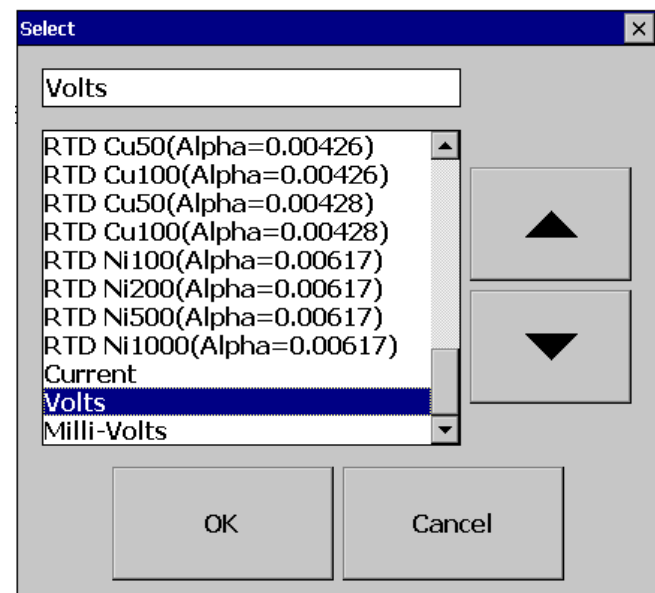 Select
Volts
RTD Cu50(Alpha=0.00426)
RTD Cu100(Alpha=0.00426)
RTD Cu50(Alpha=0.00428)
RTD Cu100(Alpha=0.00428)
RTD Ni100(Alpha=0.00617)
RTD Ni200(Alpha=0.00617)
RTD Ni500(Alpha=0.00617)
RTD Ni1000(Alpha=0.00617)
Current
Volts
Milli-Volts
OK
Cancel